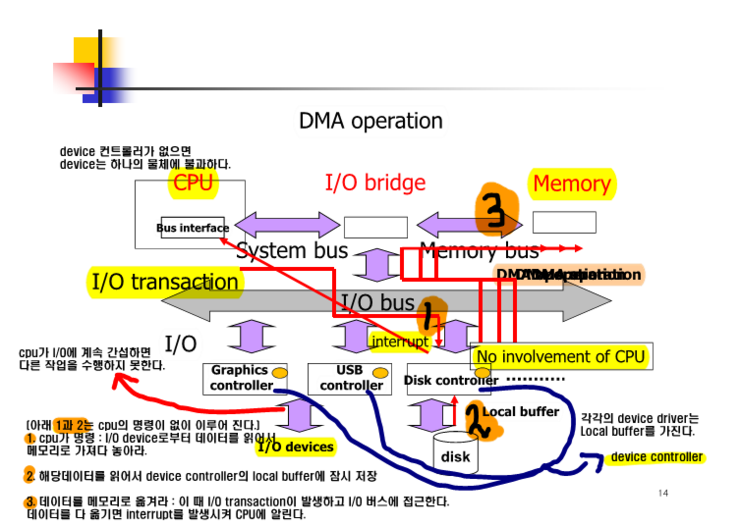 DMA operation
device 컨트롤러가 없으면
device는 하나의 물체에 불과하다.
CPU
I/O bridge
3
Memory
Bus interface
System bus
Memory bus
DMA operation
I/O transaction
I/O bus
1
I/O
interrupt
No involvement of CPU
cpu가 I/O에 계속 간섭하면
다른 작업을 수행하지 못한다.
Graphics
controller
USB
controller
Disk controller
2
Local buffer
각각의 device driver는
Local buffer를 가진다.
[아래 1과 2는 cpu의 명령이 없이 이루어 진다.]
1. cpu가 명령 : I/O device로부터 데이터를 읽어서
메모리로 가져다 놓아라.
I/O devices
disk
device controller
2. 해당데이터를 읽어서 device controller의 local buffer에 잠시 저장
3. 데이터를 메모리로 옮겨라 : 이 때 I/O transaction이 발생하고 I/O 버스에 접근한다.
데이터를 다 옮기면 interrupt를 발생시켜 CPU에 알린다.
14